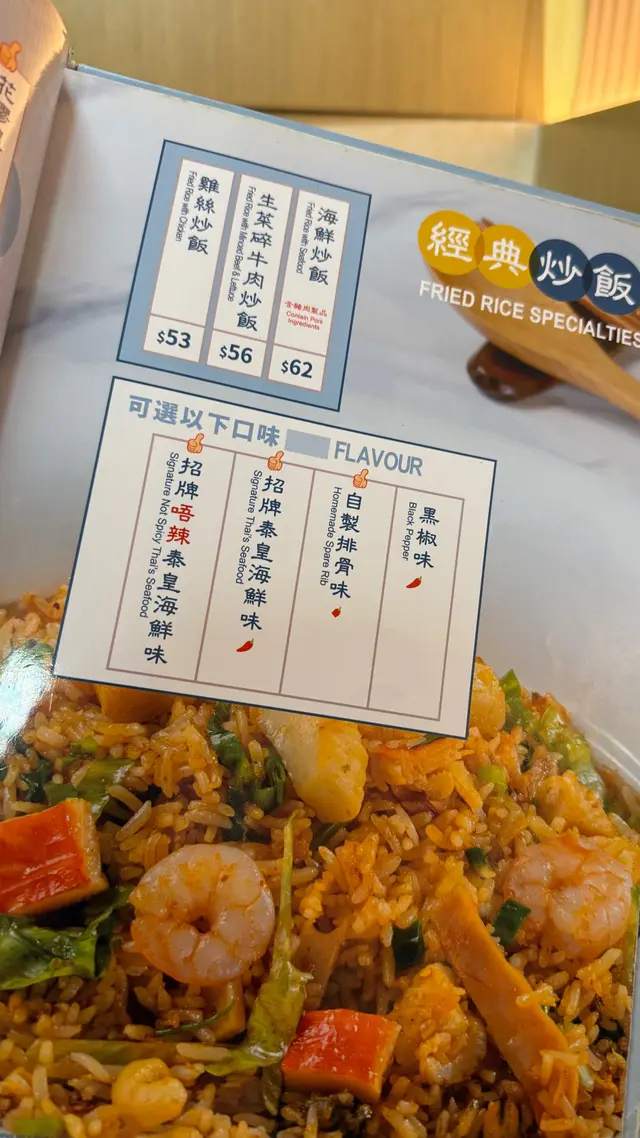 經典炒飯
FRIED RICE SPECIALTIES
海鮮炒飯
Fried Rice with Seafood
含豬肉製品
Contain Pork
Ingredients
$62
生菜碎牛肉炒飯
Fried Rice with Minced Beef & Lettuce
$56
雞絲炒飯
Fried Rice with Chicken
$53
可選以下口味 FLAVOUR
黑椒味
Black Pepper
自製排骨味
Homemade Spare Rib
招牌泰皇海鮮味
Signature Thai's Seafood
招牌唔辣泰皇海鮮味
Signature Not Spicy Thai's Seafood